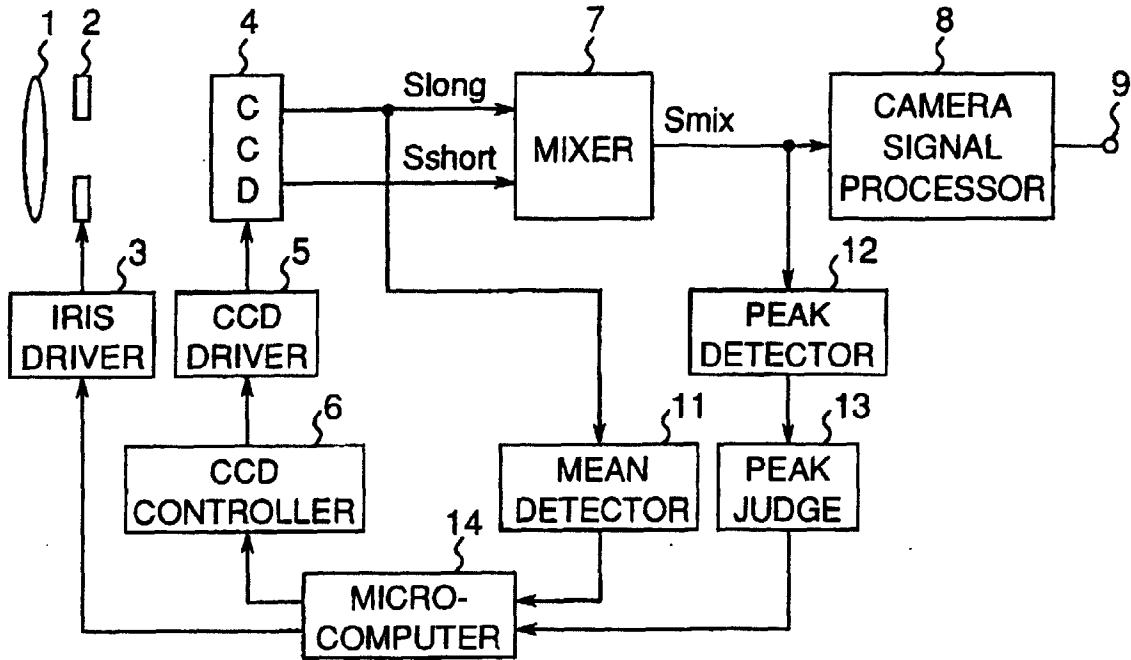 1
2
4
7
8
9
C
C
D
Slong
Sshort
MIXER
Smix
CAMERA
SIGNAL
PROCESSOR
3
5
12
IRIS
DRIVER
CCD
DRIVER
PEAK
DETECTOR
6
11
13
CCD
CONTROLLER
MEAN
DETECTOR
PEAK
JUDGE
14
MICRO-
COMPUTER